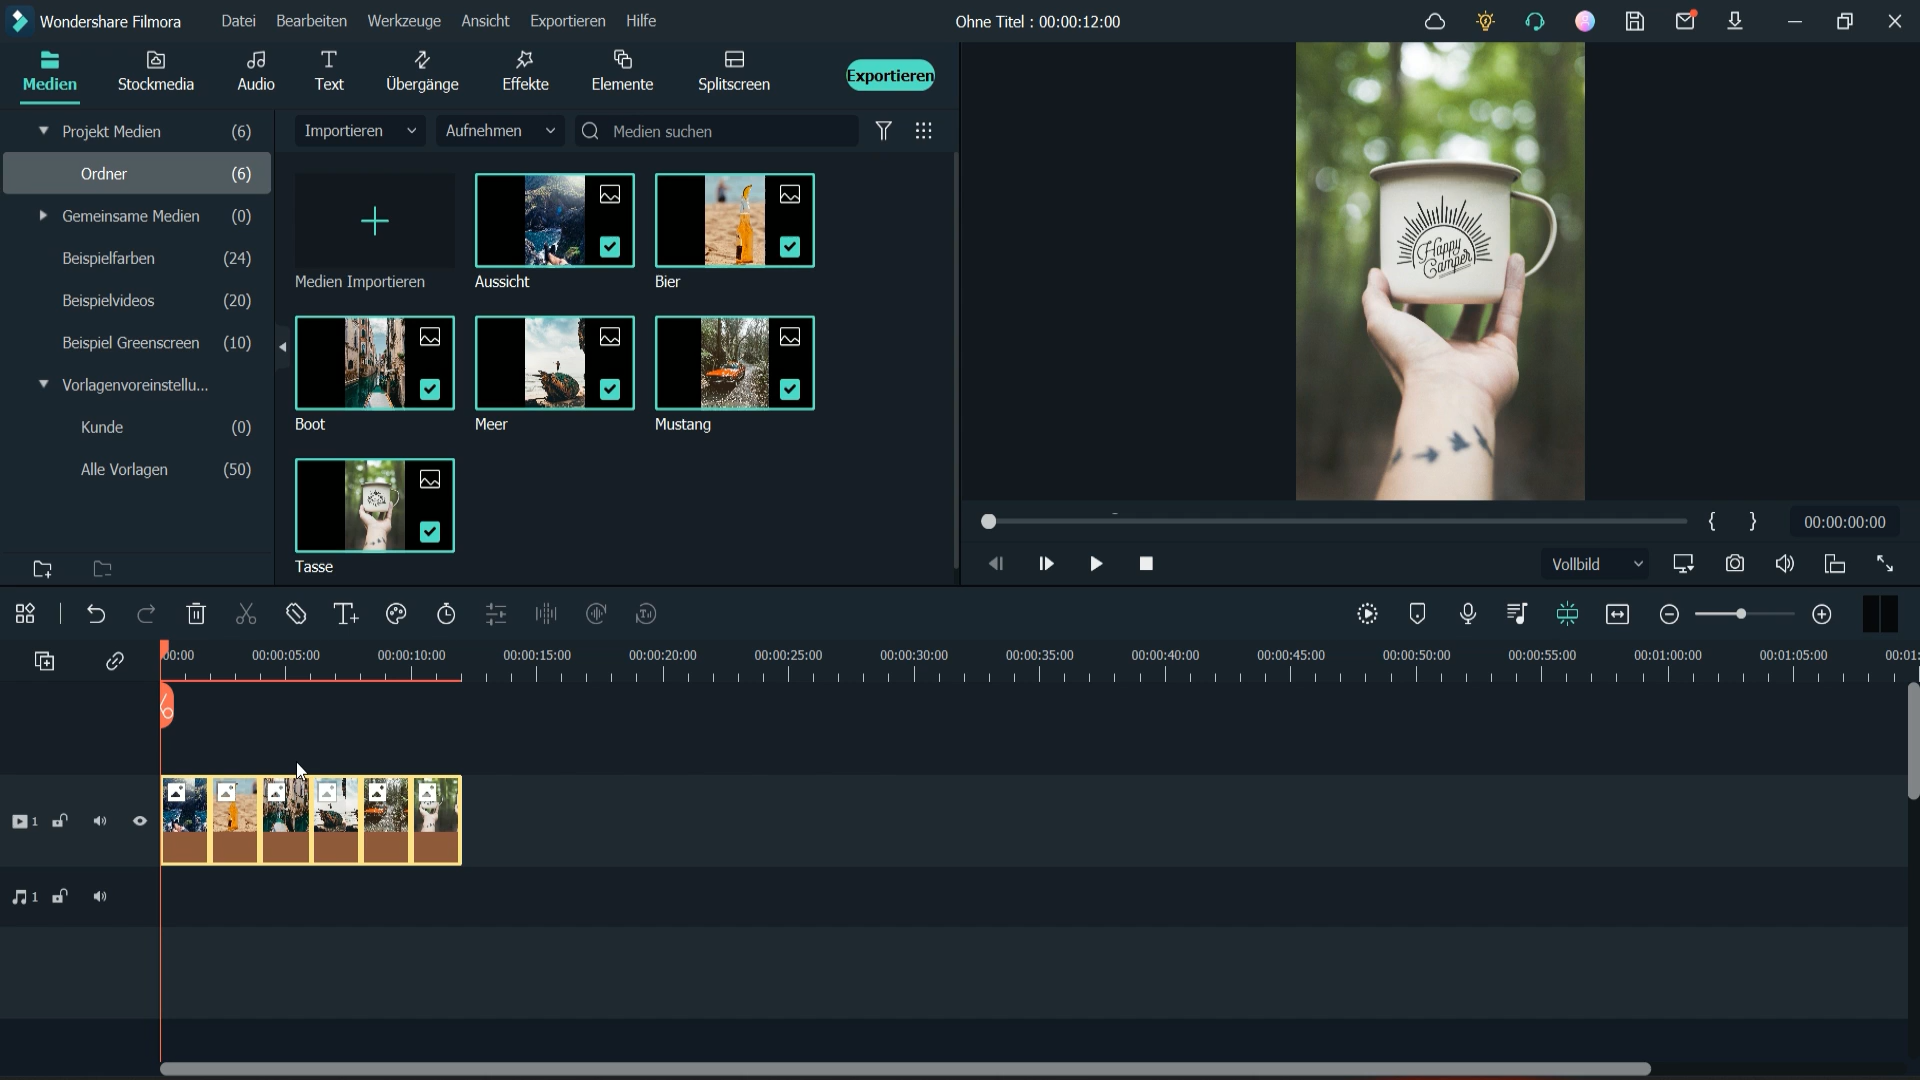 Wondershare Filmora
Datei
Bearbeiten
Werkzeuge
Ansicht
Exportieren
Hilfe
Ohne Titel : 00:00:12:00
Medien
Stockmedia
Audio
Text
Übergänge
Effekte
Elemente
Splitscreen
Exportieren
Projekt Medien (6)
Ordner (6)
Gemeinsame Medien (0)
Beispielfarben (24)
Beispielvideos (20)
Beispiel Greenscreen (10)
Vorlagenvoreinstellu...
Kunde (0)
Alle Vorlagen (50)
Importieren
Aufnehmen
Medien suchen
Medien Importieren
Aussicht
Bier
Boot
Meer
Mustang
Tasse
Happy
Camper
00:00:00:00
Vollbild
00:00
00:00:05:00
00:00:10:00
00:00:15:00
00:00:20:00
00:00:25:00
00:00:30:00
00:00:35:00
00:00:40:00
00:00:45:00
00:00:50:00
00:00:55:00
00:01:00:00
00:01:05:00
00:01:
1
1